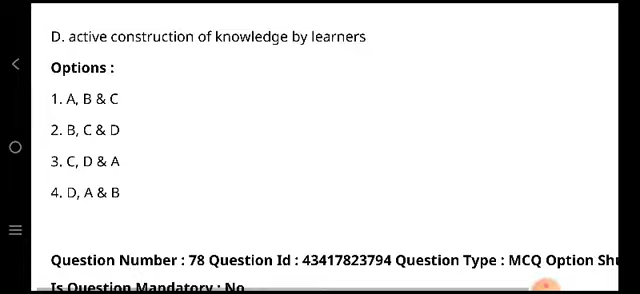 D. active construction of knowledge by learners
Options :
1. A, B & C
2. B, C & D
3. C, D & A
4. D, A & B
Question Number : 78 Question Id : 43417823794 Question Type : MCQ Option
Is Question Mandatory : No